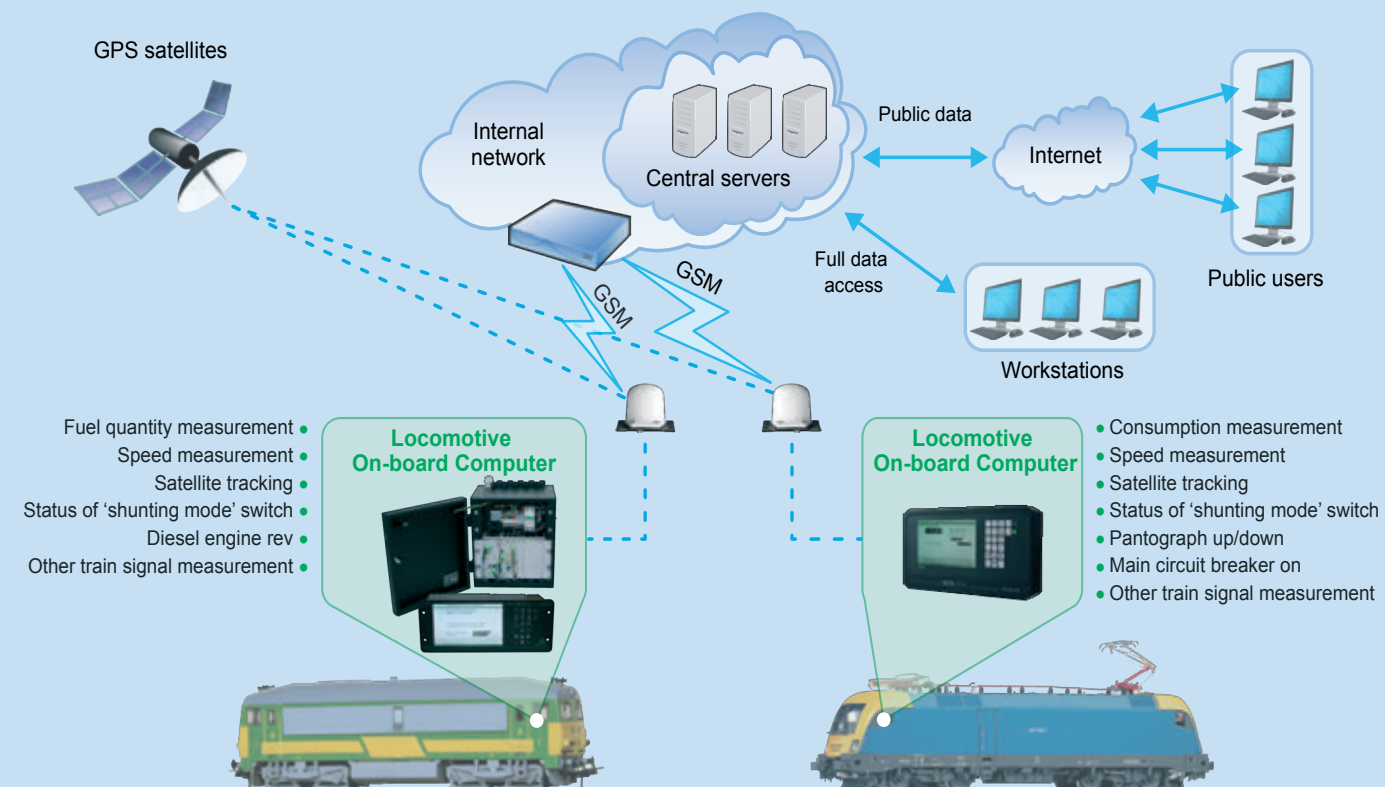 GPS satellites
Internal
network
Central servers
Public data
Internet
Public users
Full data
access
Workstations
GSM
GSM
Fuel quantity measurement
Speed measurement
Satellite tracking
Status of ‘shunting mode’ switch
Diesel engine rev
Other train signal measurement
Locomotive
On-board Computer
Locomotive
On-board Computer
Consumption measurement
Speed measurement
Satellite tracking
Status of ‘shunting mode’ switch
Pantograph up/down
Main circuit breaker on
Other train signal measurement